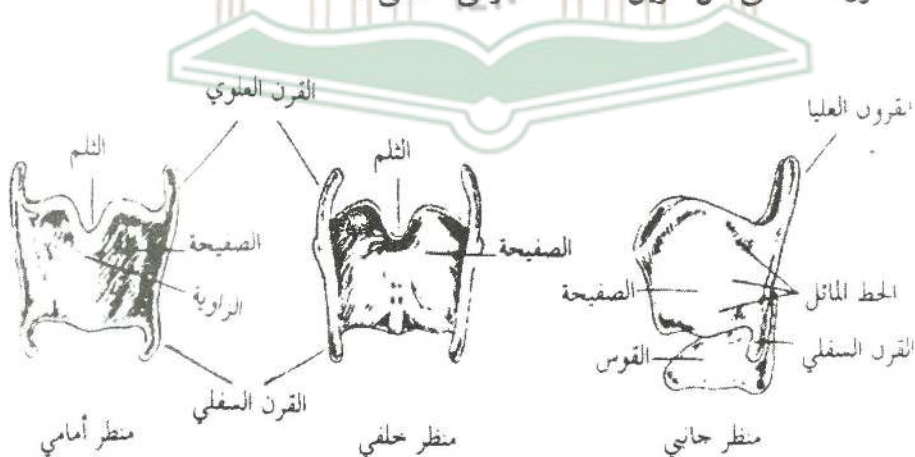 القرن العلوي
القرون العليا
الثلم
الثلم
الصفيحة
الصفيحة
الزاوية
الخط المائل
الصفيحة
القرن السفلي
القوس
القرن السفلي
منظر أمامي
منظر خلفي
منظر جانبي